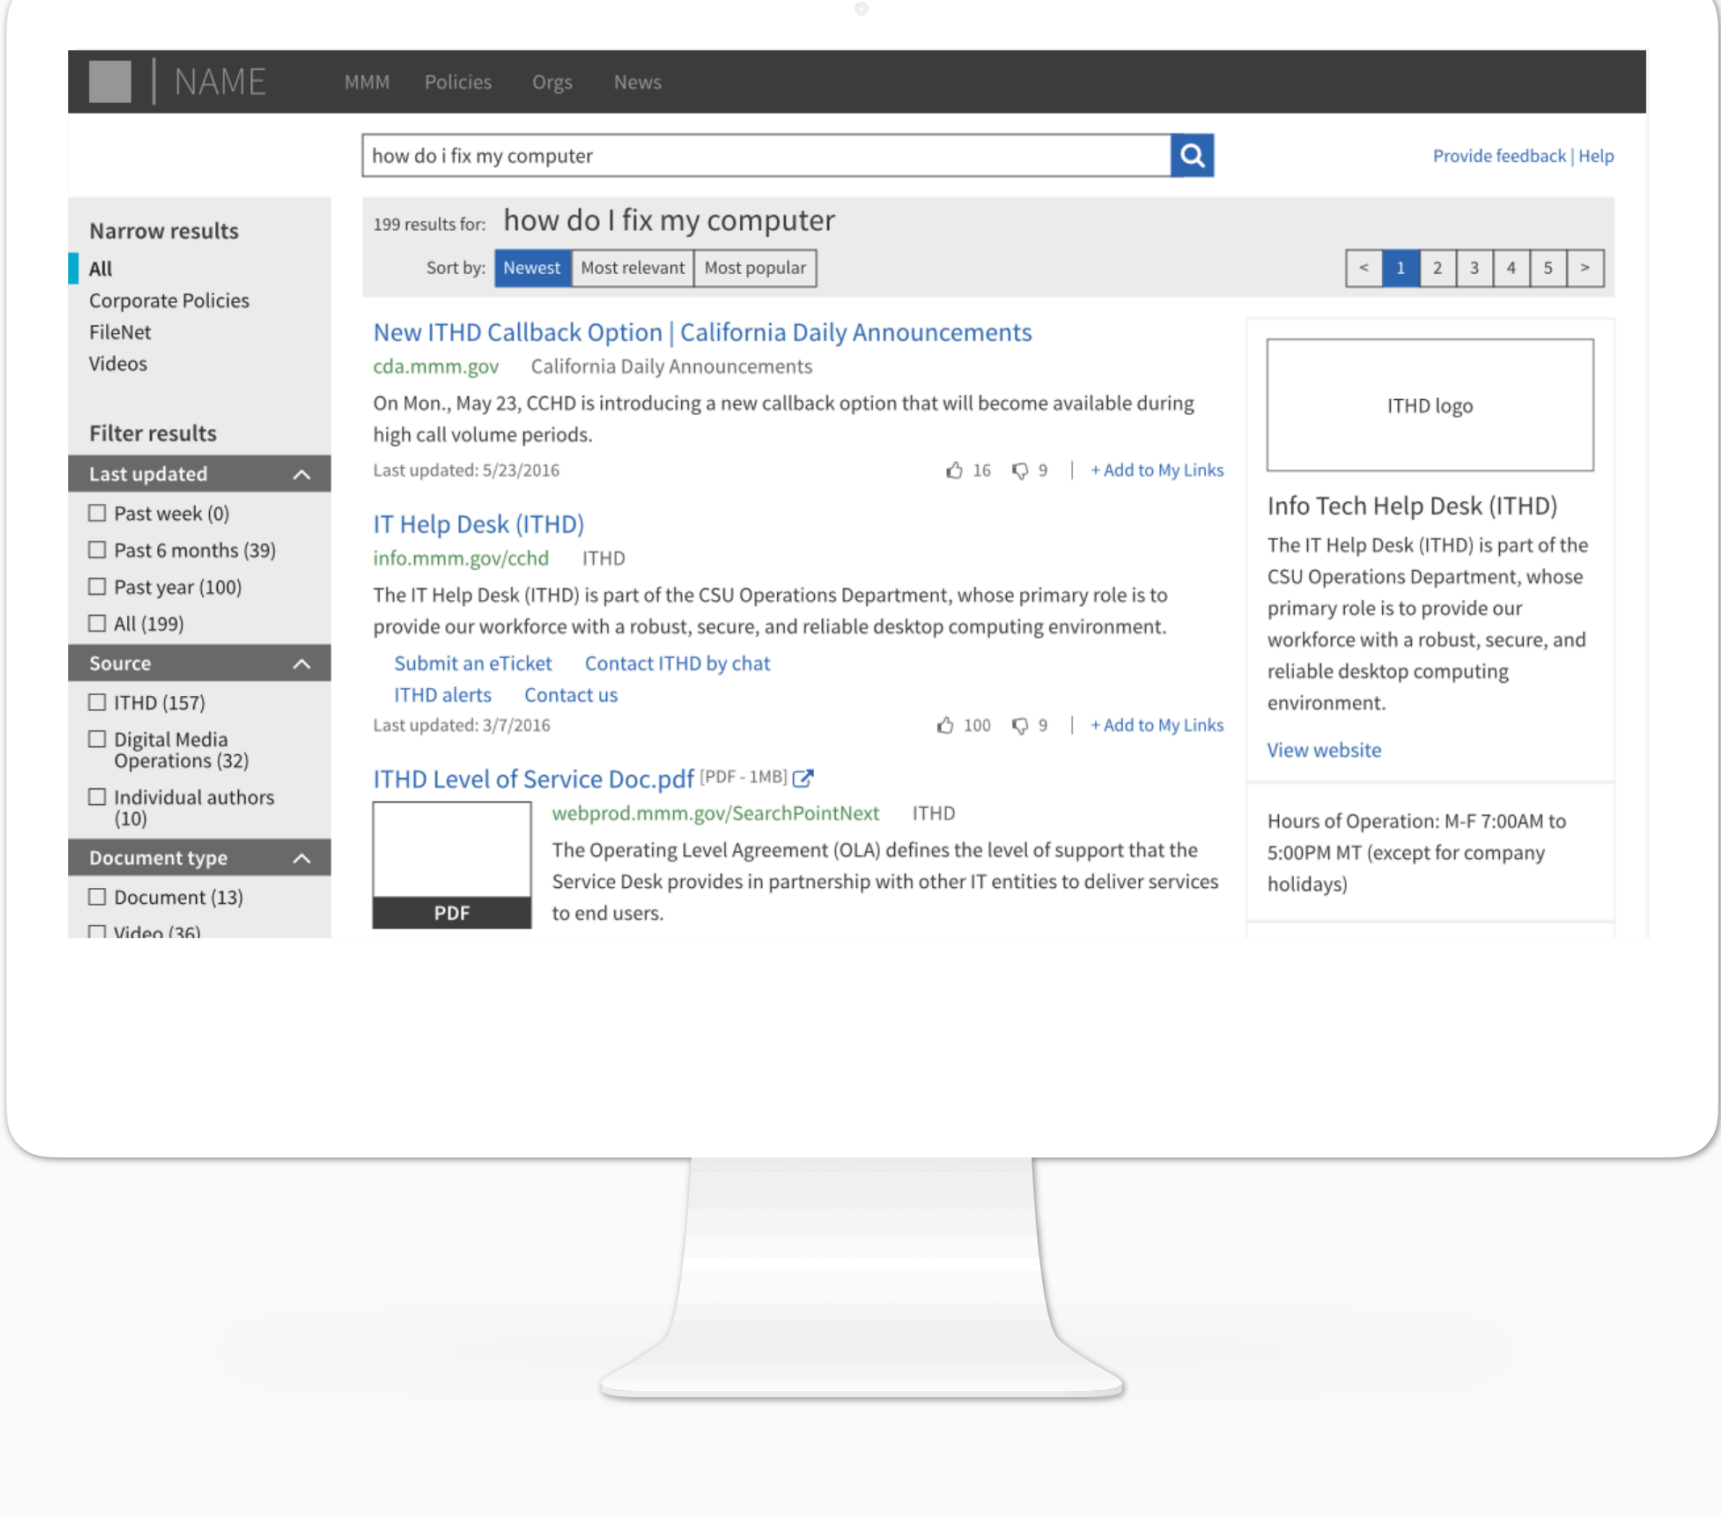 NAME
MMM Policies Orgs News
how do i fix my computer
Provide feedback | Help
Narrow results
All
Corporate Policies
FileNet
Videos
Filter results
Last updated
Past week (0)
Past 6 months (39)
Past year (100)
All (199)
Source
ITHD (157)
Digital Media
Operations (32)
Individual authors
(10)
Document type
Document (13)
Video (36)
199 results for: how do I fix my computer
Sort by: Newest Most relevant Most popular
< 1 2 3 4 5 >
New ITHD Callback Option | California Daily Announcements
cda.mmm.gov California Daily Announcements
On Mon., May 23, CCHD is introducing a new callback option that will become available during
high call volume periods.
Last updated: 5/23/2016 16 9 | + Add to My Links
IT Help Desk (ITHD)
info.mmm.gov/cchd ITHD
The IT Help Desk (ITHD) is part of the CSU Operations Department, whose primary role is to
provide our workforce with a robust, secure, and reliable desktop computing environment.
Submit an eTicket Contact ITHD by chat
ITHD alerts Contact us
Last updated: 3/7/2016 100 9 | + Add to My Links
ITHD Level of Service Doc.pdf [PDF - 1MB]
PDF
webprod.mmm.gov/SearchPointNext ITHD
The Operating Level Agreement (OLA) defines the level of support that the
Service Desk provides in partnership with other IT entities to deliver services
to end users.
ITHD logo
Info Tech Help Desk (ITHD)
The IT Help Desk (ITHD) is part of the
CSU Operations Department, whose
primary role is to provide our
workforce with a robust, secure, and
reliable desktop computing
environment.
View website
Hours of Operation: M-F 7:00AM to
5:00PM MT (except for company
holidays)